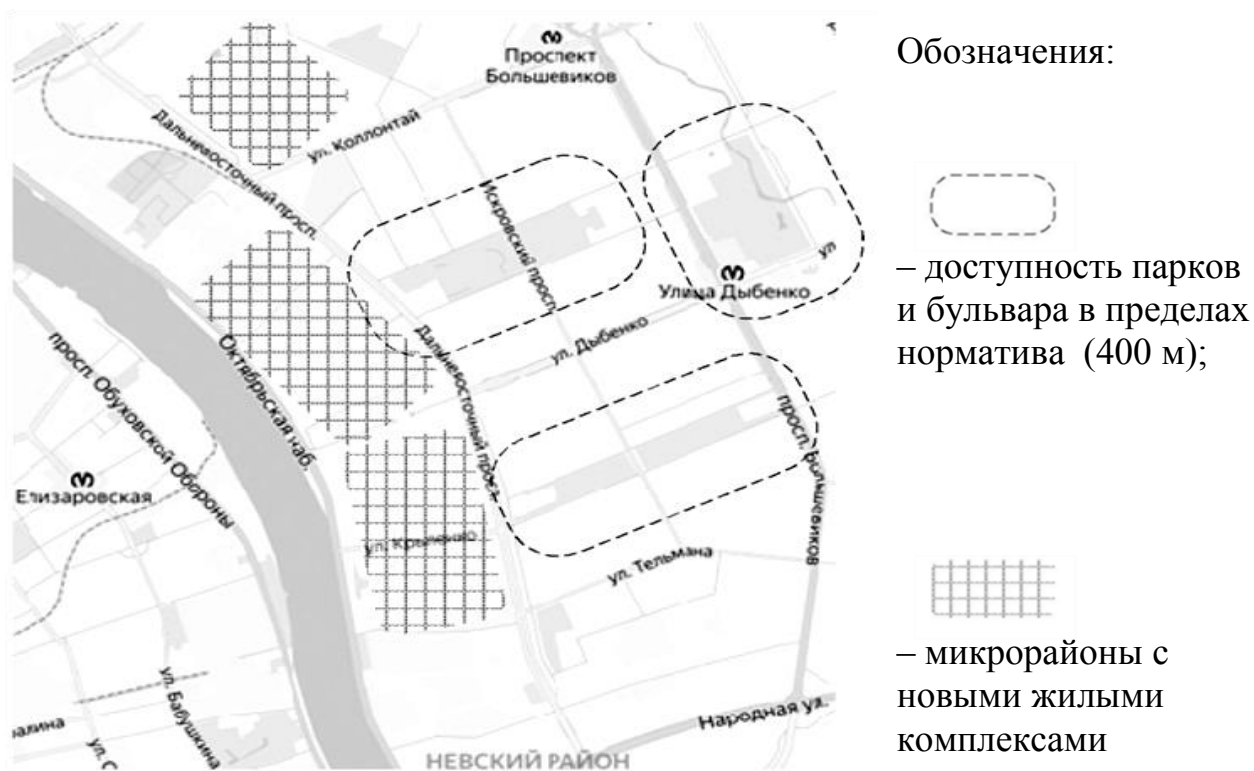 Проспект
Большевиков
Дальневосточный просп.
ул. Коллонтай
Искровский просп.
ул
Улица Дыбенко
ул. Дыбенко
Дальневосточный просп.
Октябрьская наб.
просп. Обуховской Обороны
Елизаровская
просп. Большевиков
ул. Крыленко
ул. Тельмана
ул. Бабушкина
Народная ул.
ул. С
НЕВСКИЙ РАЙОН
Обозначения:
– доступность парков
и бульвара в пределах
норматива (400 м);
– микрорайоны с
новыми жилыми
комплексами